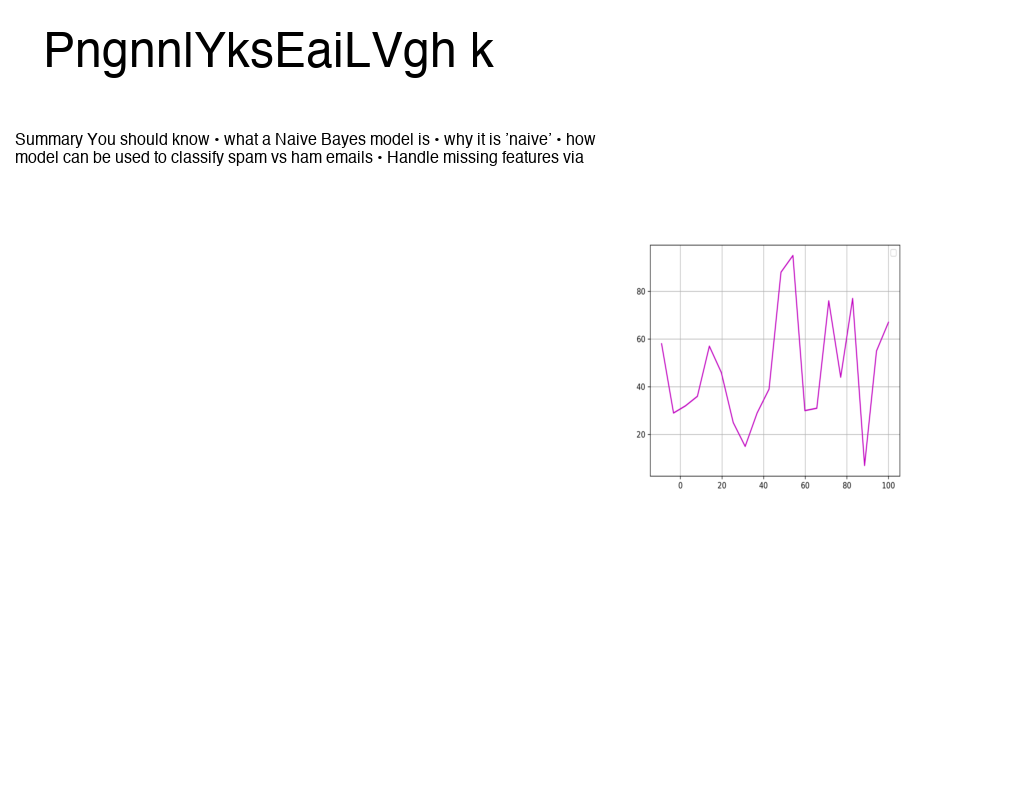 PngnnlYksEaiLVgh k
Summary You should know • what a Naive Bayes model is • why it is ’naive’ • how
model can be used to classify spam vs ham emails • Handle missing features via
80
60
40
20
0 20 40 60 80 100